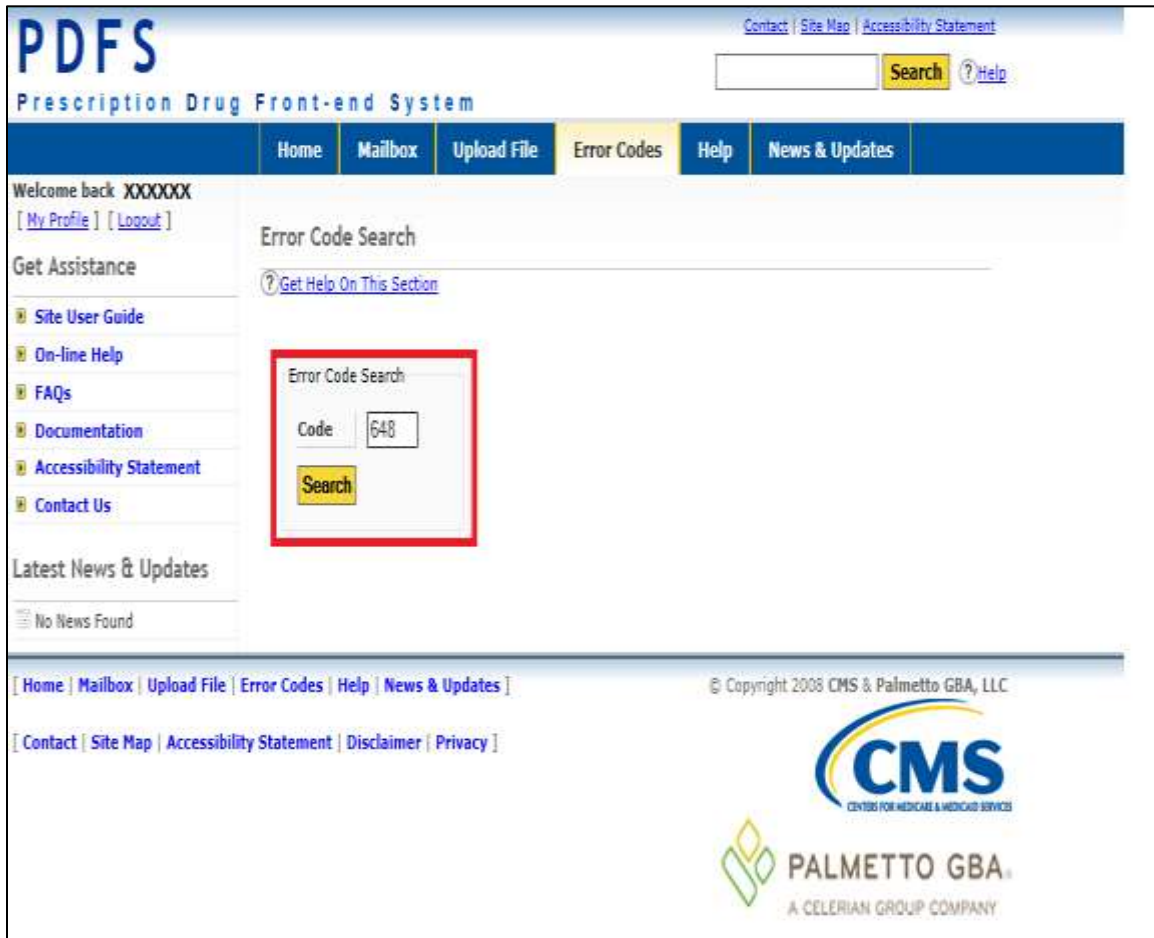 PDFS
Prescription Drug Front-end System
Contact | Site Map | Accessibility Statement
Search ? Help
Home Mailbox Upload File Error Codes Help News & Updates
Welcome back XXXXXX
[ My Profile ] [ Logout ]
Get Assistance
Site User Guide
On-line Help
FAQs
Documentation
Accessibility Statement
Contact Us
Latest News & Updates
No News Found
Error Code Search
? Get Help On This Section
Error Code Search
Code 648
Search
[ Home | Mailbox | Upload File | Error Codes | Help | News & Updates ]
[ Contact | Site Map | Accessibility Statement | Disclaimer | Privacy ]
© Copyright 2008 CMS & Palmetto GBA, LLC
CMS
CENTERS FOR MEDICARE & MEDICAID SERVICES
PALMETTO GBA®
A CELERIAN GROUP COMPANY